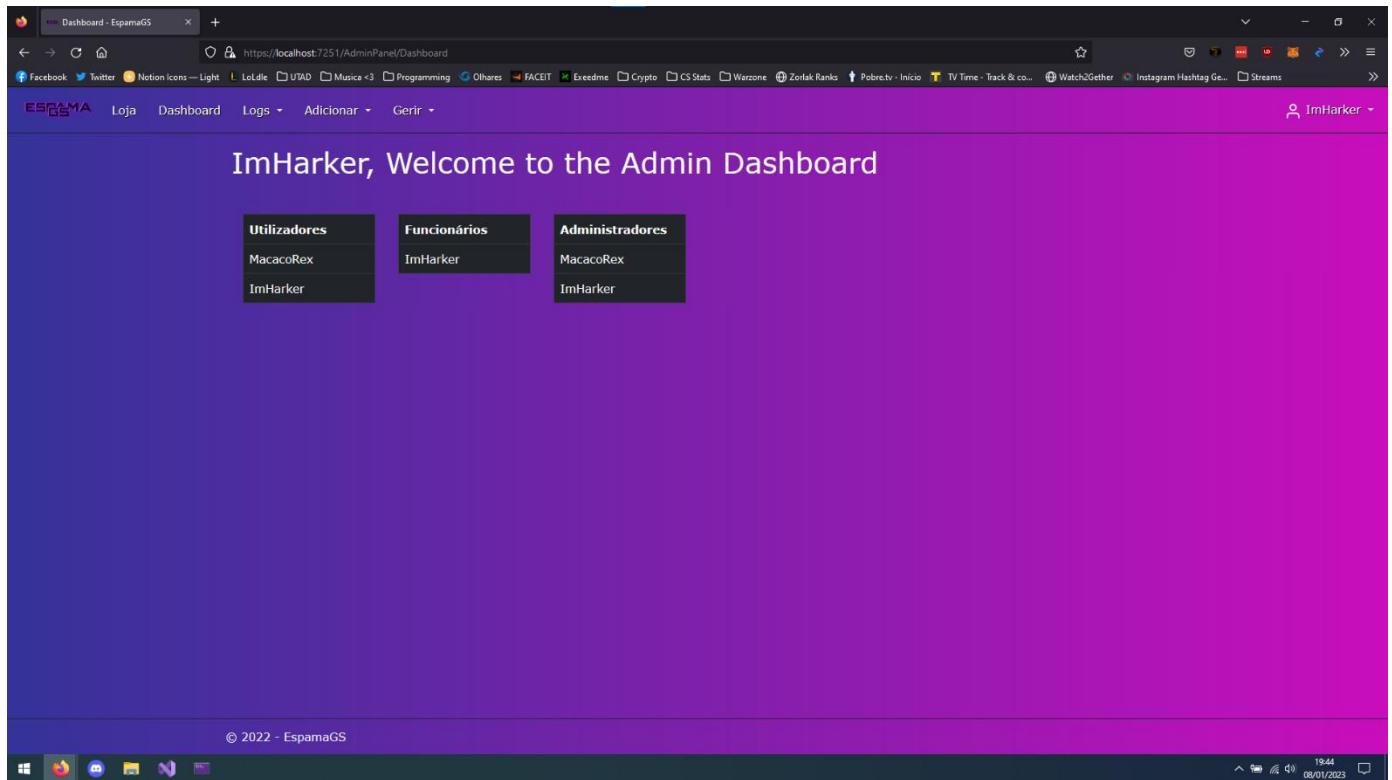 Dashboard - EspamaGS
https://localhost:7251/AdminPanel/Dashboard
Facebook Twitter Notion Icons — Light LoLdle UTAD Musica <3 Programming Olhares FACEIT Exeedme Crypto CS Stats Warzone Zorlak Ranks Pobre.tv - Início TV Time - Track & co... Watch2Gether Instagram Hashtag Ge... Streams
ESPAMA GS Loja Dashboard Logs Adicionar Gerir ImHarker
ImHarker, Welcome to the Admin Dashboard
Utilizadores Funcionários Administradores
MacacoRex ImHarker MacacoRex
ImHarker ImHarker
© 2022 - EspamaGS
19:44
08/01/2023